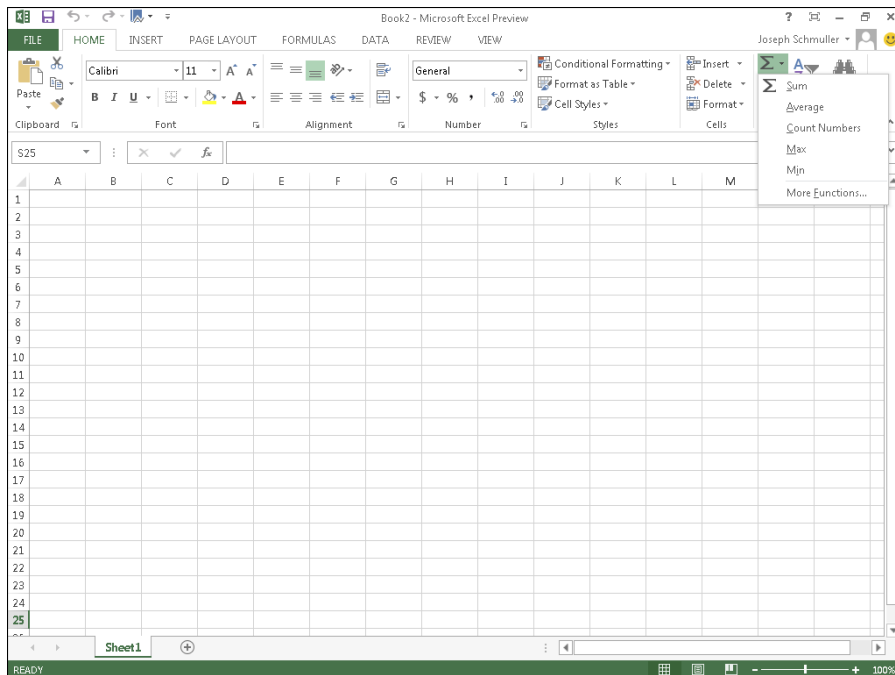 Book2 - Microsoft Excel Preview
FILE HOME INSERT PAGE LAYOUT FORMULAS DATA REVIEW VIEW Joseph Schmuller
Calibri 11 General Conditional Formatting Insert
Paste Format as Table Delete
B I U $ % , Cell Styles Format
Clipboard Font Alignment Number Styles Cells
Sum
Average
Count Numbers
Max
Min
More Functions...
S25 fx
A B C D E F G H I J K L M
1
2
3
4
5
6
7
8
9
10
11
12
13
14
15
16
17
18
19
20
21
22
23
24
25
Sheet1
READY 100%